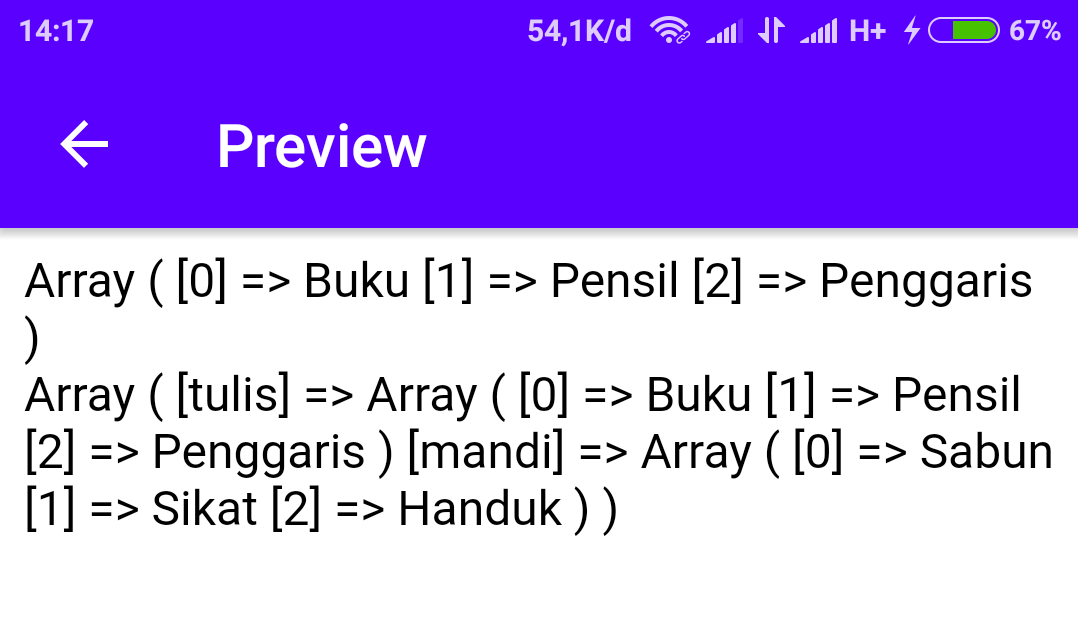 14:17 54,1K/d H+ 67%
Preview
Array ( [0] => Buku [1] => Pensil [2] => Penggaris
)
Array ( [tulis] => Array ( [0] => Buku [1] => Pensil
[2] => Penggaris ) [mandi] => Array ( [0] => Sabun
[1] => Sikat [2] => Handuk ) )